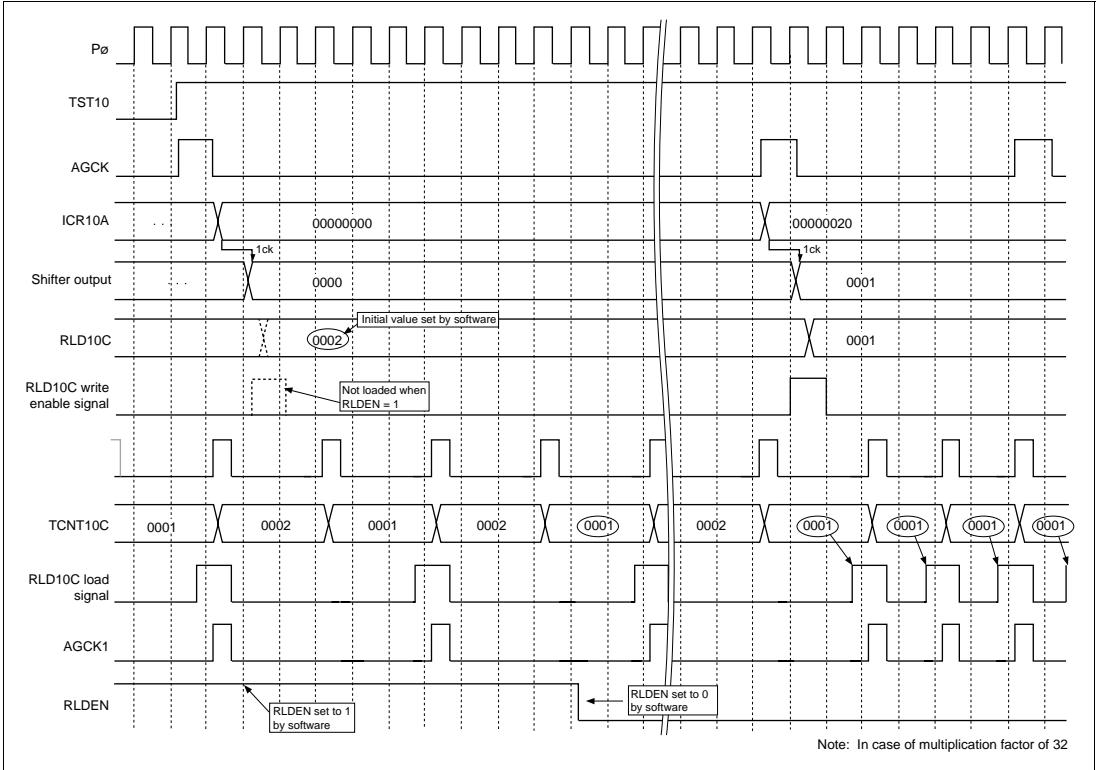 Pø
TST10
AGCK
ICR10A
. .
00000000
00000020
1ck
1ck
Shifter output
. . .
0000
0001
Initial value set by software
RLD10C
0002
0001
RLD10C write
enable signal
Not loaded when
RLDEN = 1
TCNT10C
0001
0002
0001
0002
0001
0002
0001
0001
0001
0001
RLD10C load
signal
AGCK1
RLDEN
RLDEN set to 1
by software
RLDEN set to 0
by software
Note: In case of multiplication factor of 32